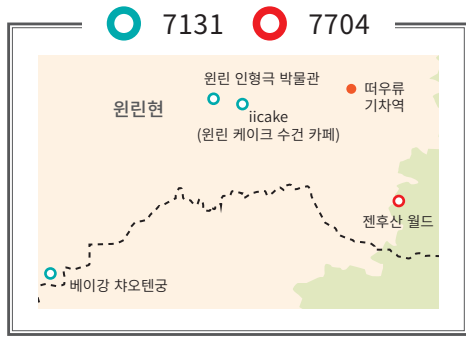 7131 7704
윈린 인형극 박물관
떠우류
기차역
윈린현
iicake
(윈린 케이크 수건 카페)
젠후산 월드
베이강 챠오텐궁